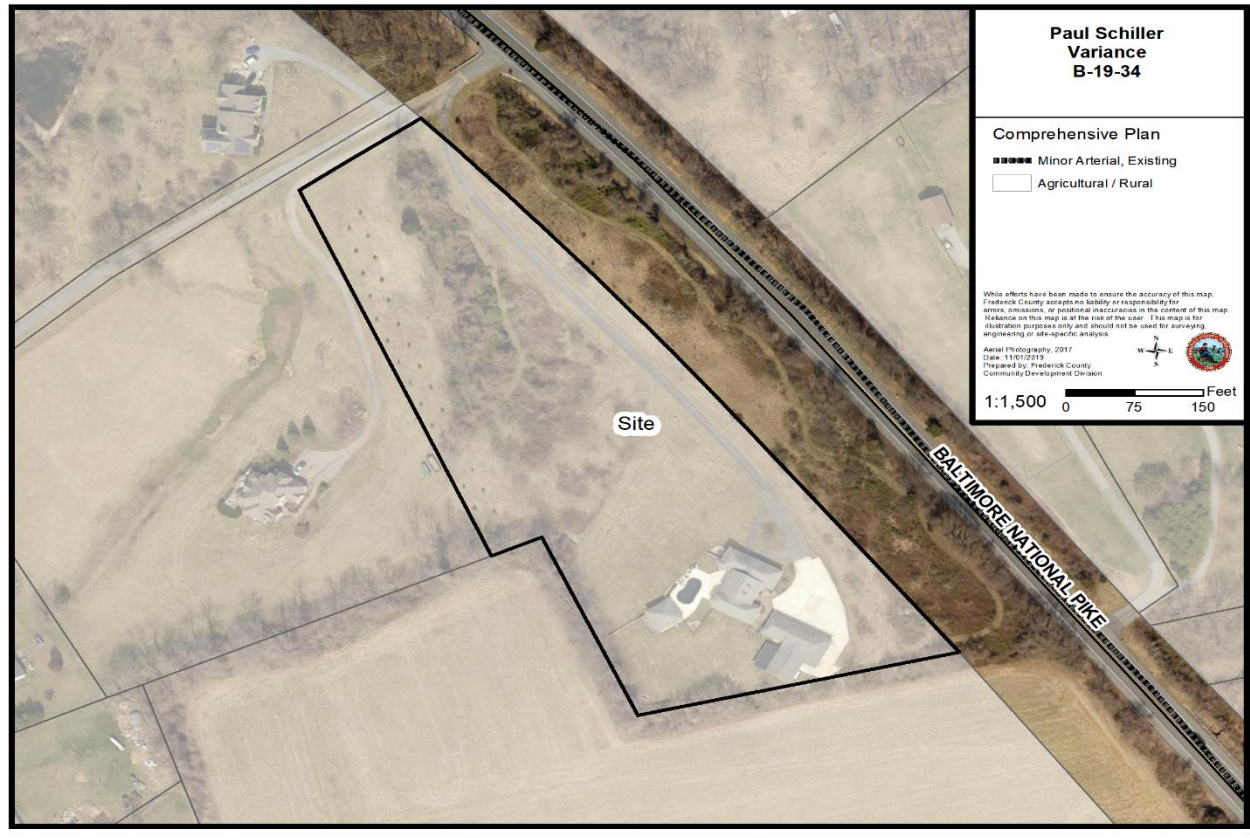 Paul Schiller
Variance
B-19-34
Comprehensive Plan
Minor Arterial, Existing
Agricultural / Rural
While efforts have been made to ensure the accuracy of this map,
Frederick County accepts no liability or responsibility for
errors, omissions, or positional inaccuracies in the content of this map.
Reliance on this map is at the risk of the user. This map is for
illustration purposes only and should not be used for surveying,
engineering, or site-specific analysis.
Aerial Photography, 2017
Date: 11/01/2019
Prepared by: Frederick County
Community Development Division
N
W E
S
1:1,500
0 75 150
Feet
Site
BALTIMORE NATIONAL PIKE